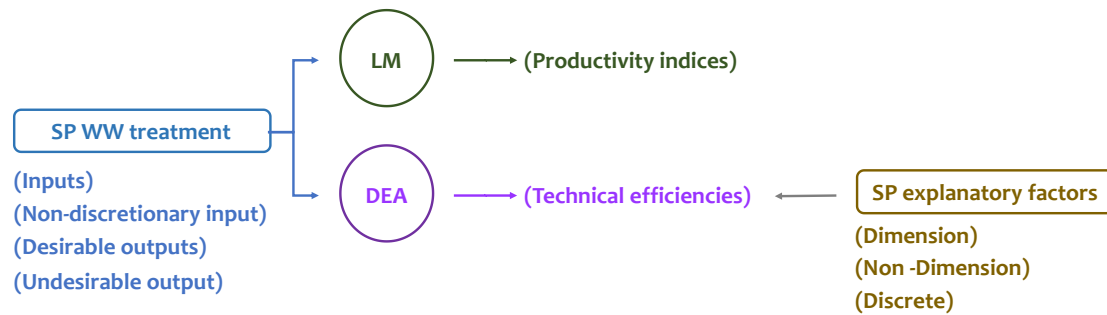 LM
(Productivity indices)
SP WW treatment
(Inputs)
(Non-discretionary input)
(Desirable outputs)
(Undesirable output)
DEA
(Technical efficiencies)
SP explanatory factors
(Dimension)
(Non -Dimension)
(Discrete)